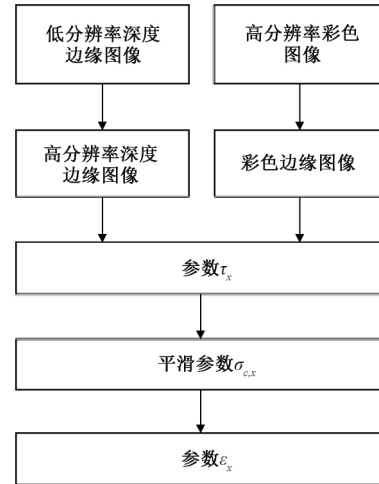 低分辨率深度
边缘图像
高分辨率彩色
图像
高分辨率深度
边缘图像
彩色边缘图像
参数τx
平滑参数σc,x
参数εx